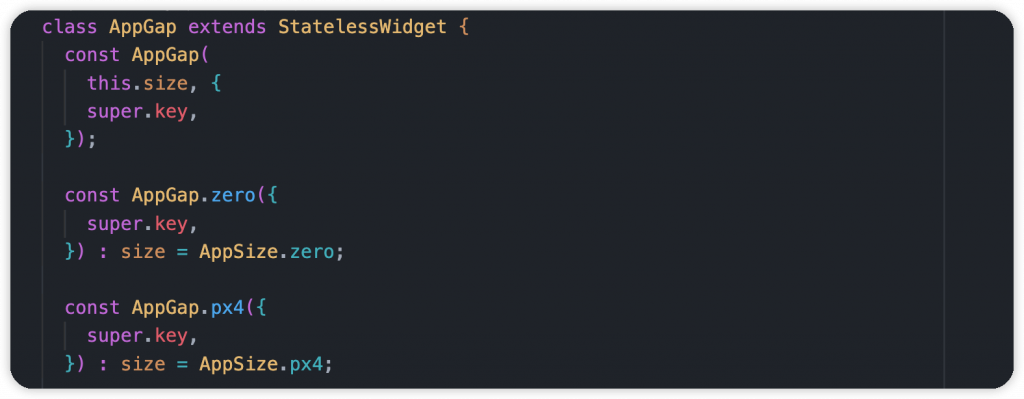 class AppGap extends StatelessWidget {
  const AppGap(
    this.size, {
    super.key,
  });

  const AppGap.zero({
    super.key,
  }) : size = AppSize.zero;

  const AppGap.px4({
    super.key,
  }) : size = AppSize.px4;